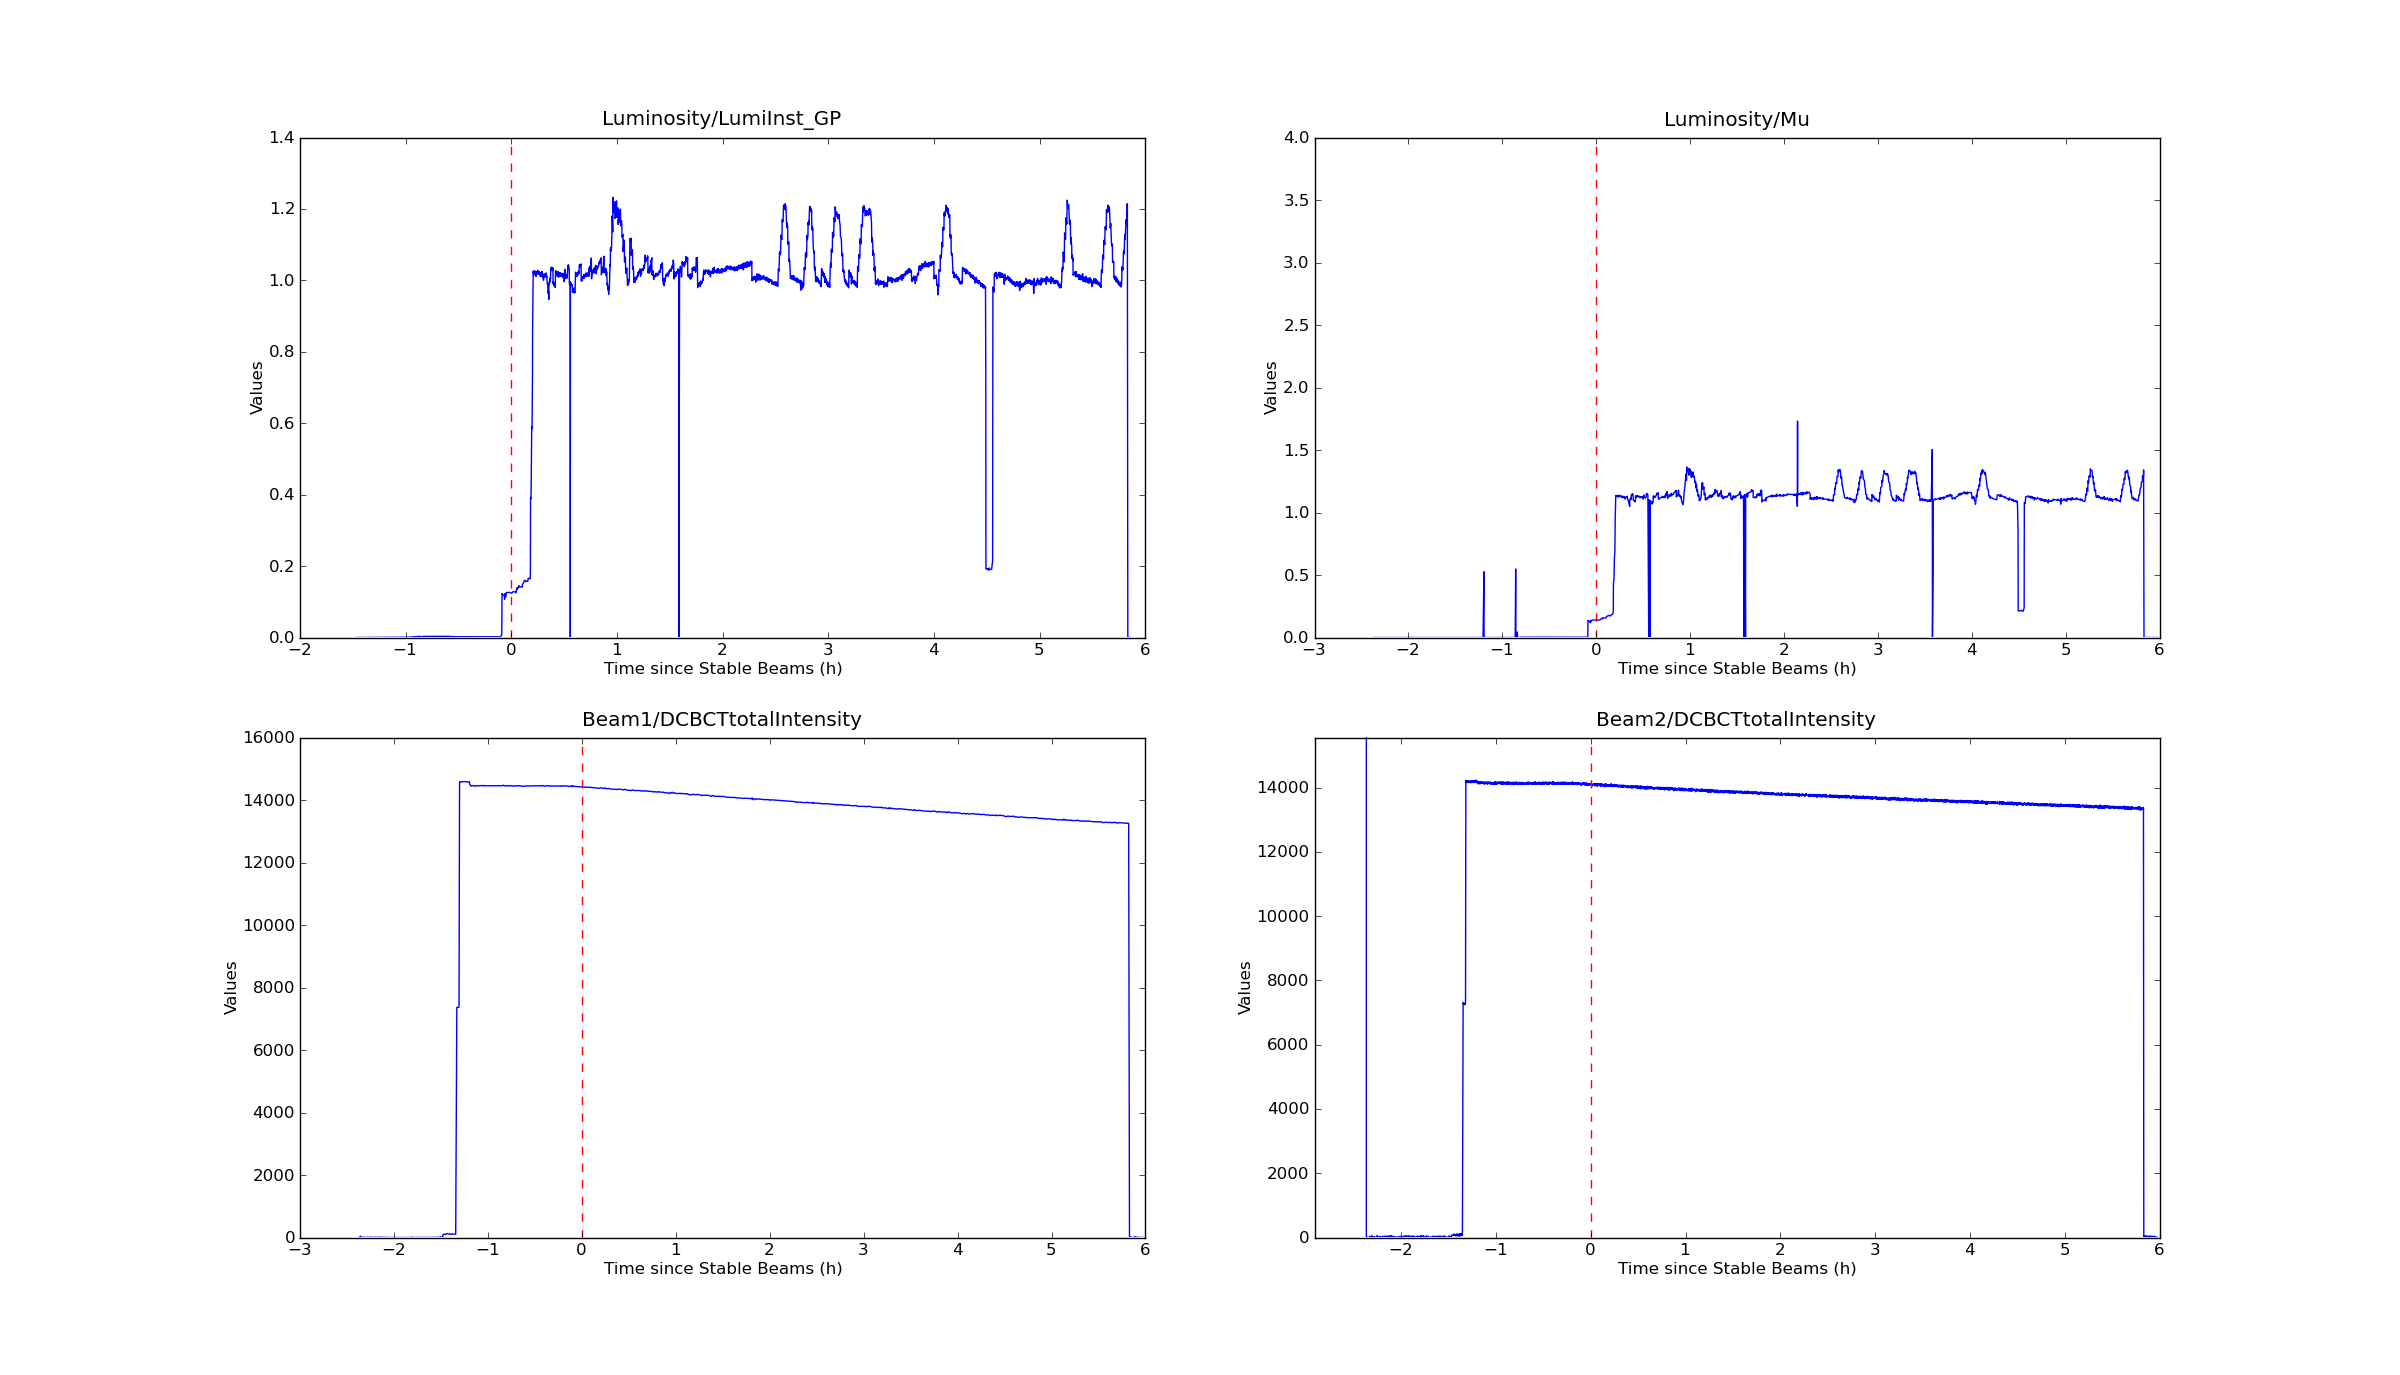 Luminosity/LumiInst_GP
1.4
1.2
1.0
0.8
0.6
0.4
0.2
0.0
Values
−2 −1 0 1 2 3 4 5 6
Time since Stable Beams (h)
Luminosity/Mu
4.0
3.5
3.0
2.5
2.0
1.5
1.0
0.5
0.0
Values
−3 −2 −1 0 1 2 3 4 5 6
Time since Stable Beams (h)
Beam1/DCBCTtotalIntensity
16000
14000
12000
10000
8000
6000
4000
2000
0
Values
−3 −2 −1 0 1 2 3 4 5 6
Time since Stable Beams (h)
Beam2/DCBCTtotalIntensity
14000
12000
10000
8000
6000
4000
2000
0
Values
−2 −1 0 1 2 3 4 5 6
Time since Stable Beams (h)